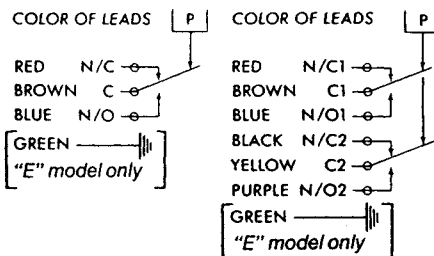 COLOR OF LEADS P
RED N/C
BROWN C
BLUE N/O
GREEN
"E" model only
COLOR OF LEADS P
RED N/C1
BROWN C1
BLUE N/O1
BLACK N/C2
YELLOW C2
PURPLE N/O2
GREEN
"E" model only